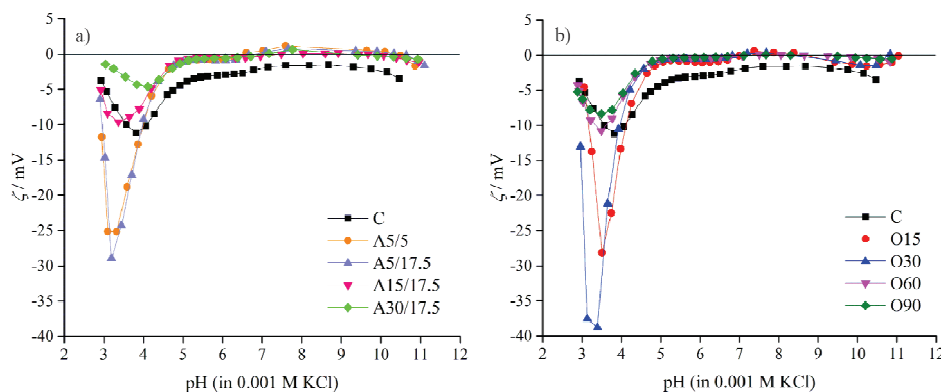 a)
5
0
-5
-10
-15
-20
-25
-30
-35
-40
ζ / mV
C
A5/5
A5/17.5
A15/17.5
A30/17.5
2 3 4 5 6 7 8 9 10 11 12
pH (in 0.001 M KCl)
b)
5
0
-5
-10
-15
-20
-25
-30
-35
-40
ζ / mV
C
O15
O30
O60
O90
2 3 4 5 6 7 8 9 10 11 12
pH (in 0.001 M KCl)